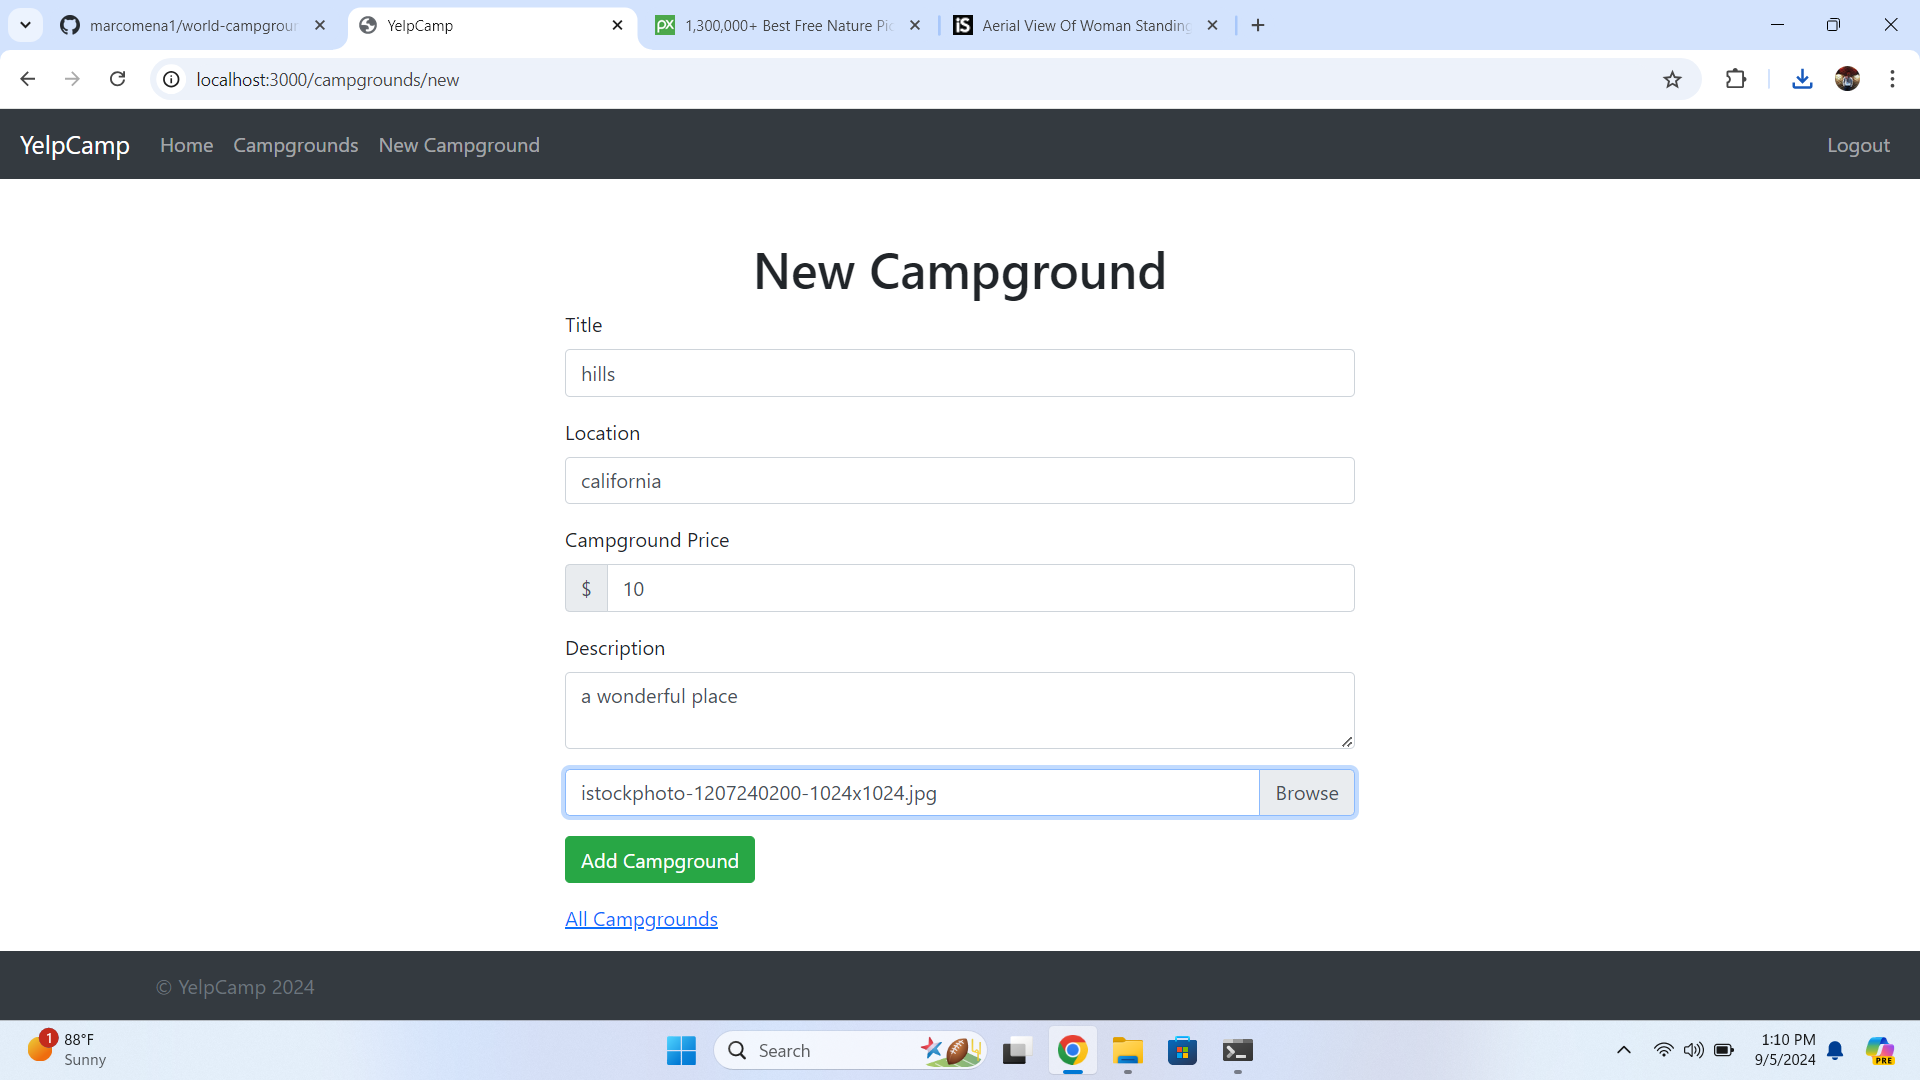 marcomena1/world-campgroun
YelpCamp
1,300,000+ Best Free Nature Pic
Aerial View Of Woman Standing
localhost:3000/campgrounds/new
YelpCamp
Home
Campgrounds
New Campground
Logout
New Campground
Title
hills
Location
california
Campground Price
$
10
Description
a wonderful place
istockphoto-1207240200-1024x1024.jpg
Browse
Add Campground
All Campgrounds
© YelpCamp 2024
1
88°F
Sunny
Search
1:10 PM
9/5/2024
PRE